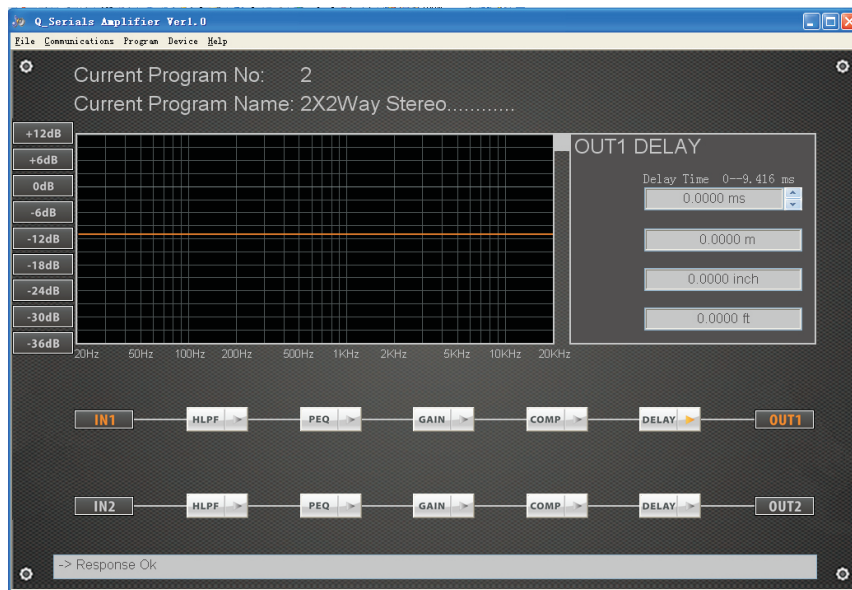 Q_Serials Amplifier Ver1.0
File Communications Program Device Help
Current Program No: 2
Current Program Name: 2X2Way Stereo............
+12dB
+6dB
0dB
-6dB
-12dB
-18dB
-24dB
-30dB
-36dB
20Hz 50Hz 100Hz 200Hz 500Hz 1KHz 2KHz 5KHz 10KHz 20KHz
OUT1 DELAY
Delay Time 0--9.416 ms
0.0000 ms
0.0000 m
0.0000 inch
0.0000 ft
IN1 HLPF PEQ GAIN COMP DELAY OUT1
IN2 HLPF PEQ GAIN COMP DELAY OUT2
-> Response Ok